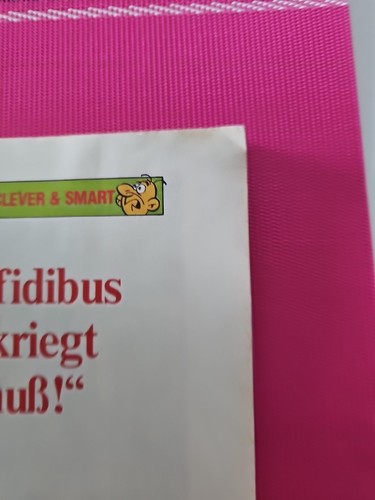 CLEVER & SMART
fidibus
kriegt
uß!“